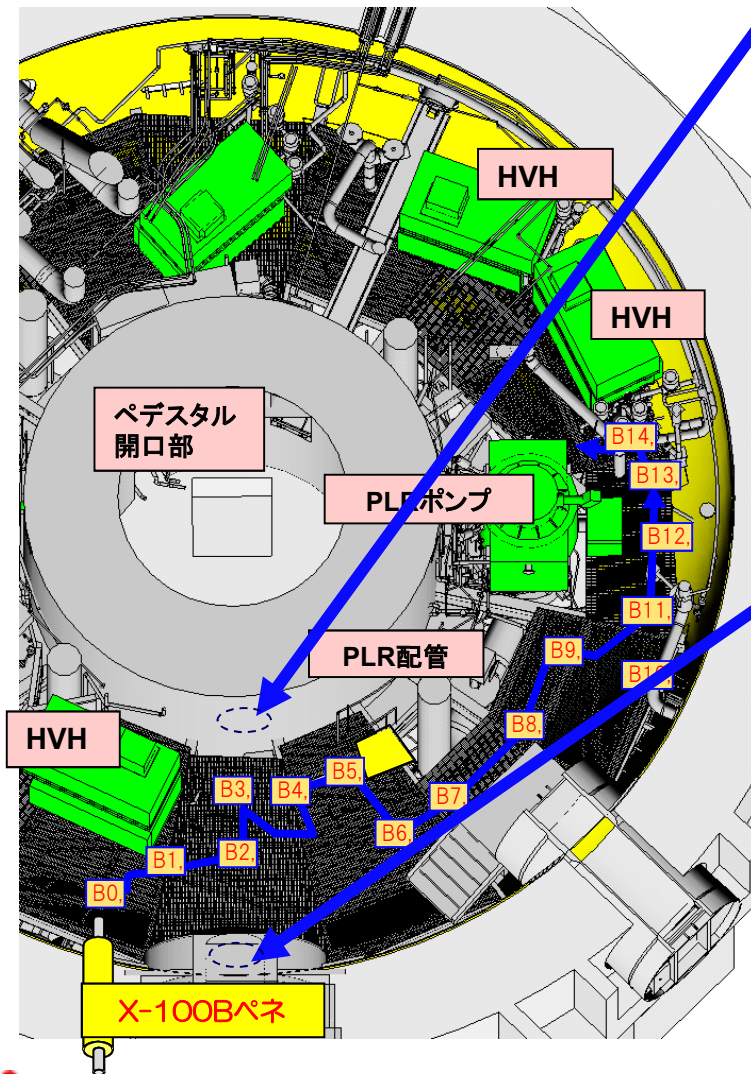 HVH
HVH
ペデスタル
開口部
PLRポンプ
B14,
B13,
B12,
B11,
B9,
PLR配管
B10,
HVH
B8,
B5,
B3,
B4,
B7,
B6,
B2,
B1,
B0,
X-100Bペネ